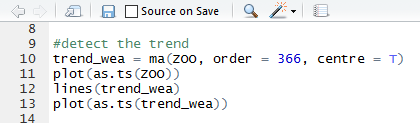 Source on Save
8
9 #detect the trend
10 trend_wea = ma(ZOO, order = 366, centre = T)
11 plot(as.ts(ZOO))
12 lines(trend_wea)
13 plot(as.ts(trend_wea))
14